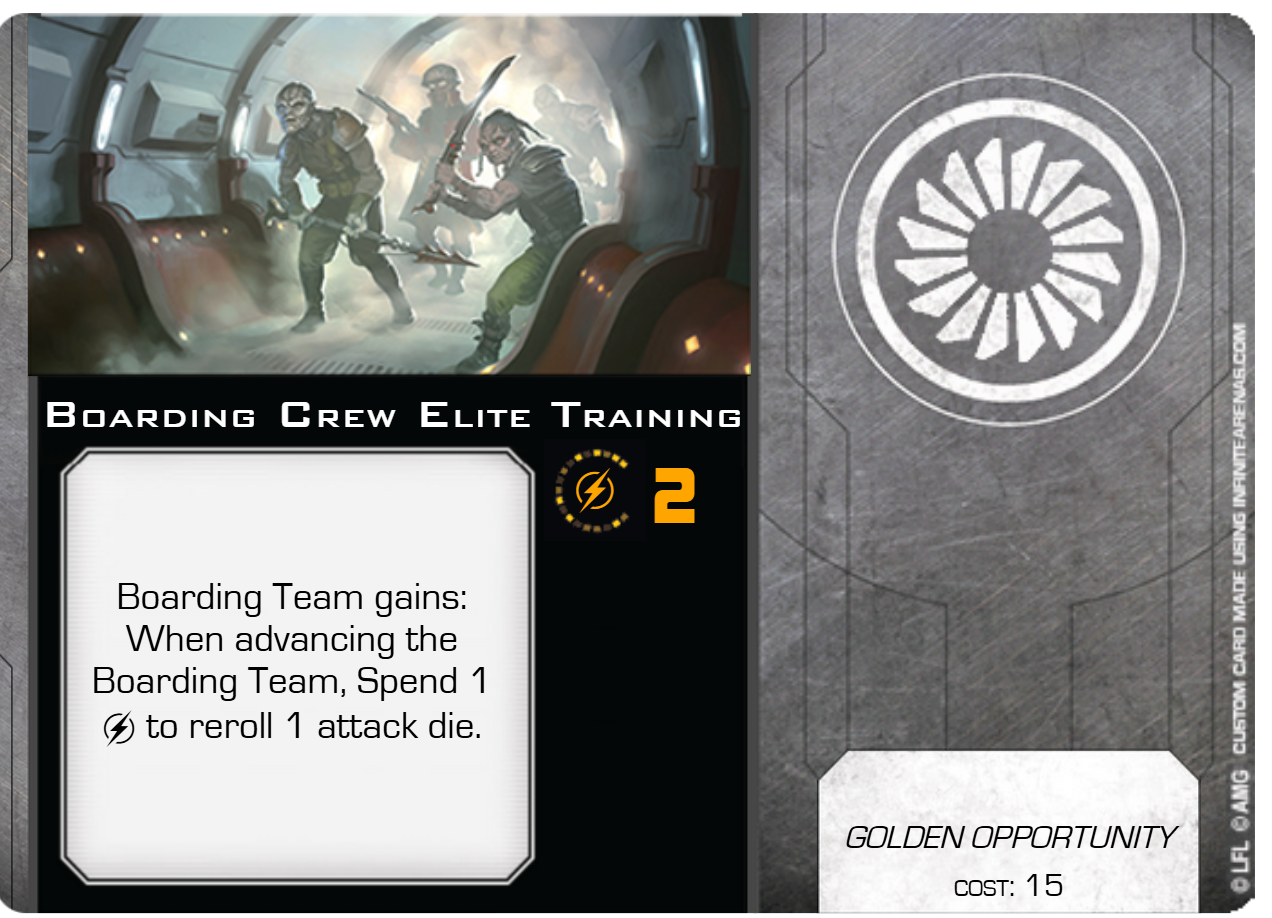 Boarding Crew Elite Training
2
Boarding Team gains:
When advancing the
Boarding Team, Spend 1
to reroll 1 attack die.
GOLDEN OPPORTUNITY
COST: 15
© LFL © AMG CUSTOM CARD MADE USING INFINITEARENAS.COM